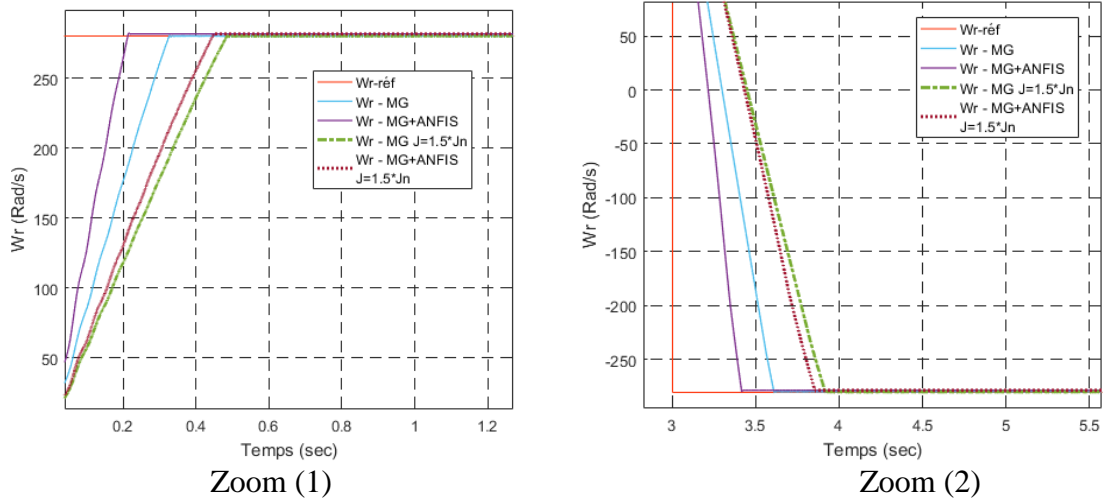 Wr (Rad/s)
250
200
150
100
50
0.2
0.4
0.6
0.8
1
1.2
Temps (sec)
Wr-réf
Wr - MG
Wr - MG+ANFIS
Wr - MG J=1.5*Jn
Wr - MG+ANFIS
J=1.5*Jn
Zoom (1)
Wr (Rad/s)
50
0
-50
-100
-150
-200
-250
3
3.5
4
4.5
5
5.5
Temps (sec)
Wr-réf
Wr - MG
Wr - MG+ANFIS
Wr - MG J=1.5*Jn
Wr - MG+ANFIS
J=1.5*Jn
Zoom (2)